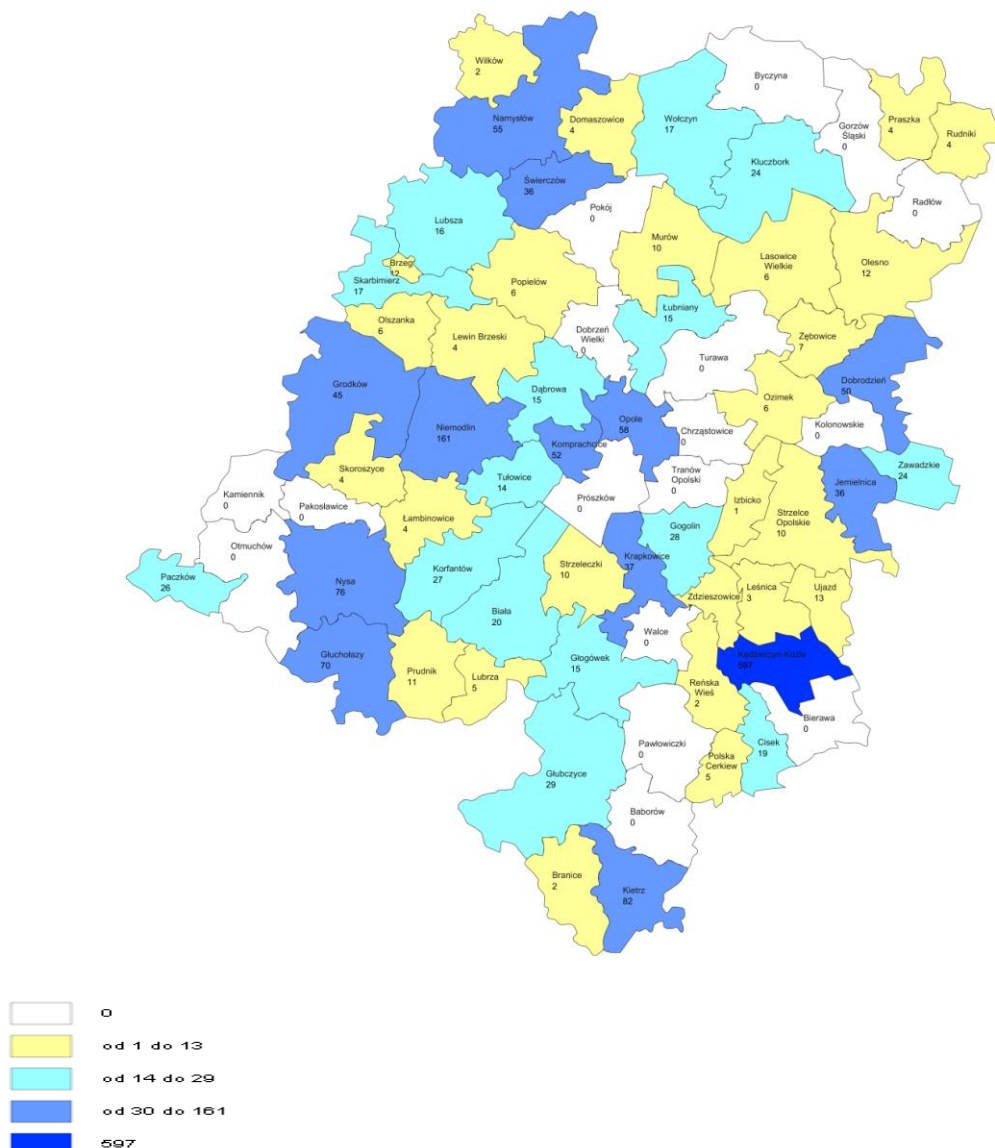 Wilków
2
Namysłów
55
Domaszowice
4
Wołczyn
17
Byczyna
0
Gorzów
Śląski
0
Praszka
4
Rudniki
4
Kluczbork
24
Świerczów
36
Radłów
0
Pokój
0
Lubsza
16
Murów
10
Lasowice
Wielkie
6
Olesno
12
Brzeg
12
Skarbimierz
17
Popielów
6
Łubniany
15
Olszanka
6
Lewin Brzeski
4
Dobrzeń
Wielki
0
Turawa
0
Zębowice
7
Dobrodzień
50
Grodków
45
Dąbrowa
15
Ozimek
6
Niemodlin
161
Opole
58
Komprachcice
52
Chrząstowice
0
Kolonowskie
0
Skoroszyce
4
Tułowice
14
Tranów
Opolski
0
Zawadzkie
24
Jemielnica
36
Kamiennik
0
Pakosławice
0
Prószków
0
Izbicko
1
Strzelce
Opolskie
10
Łambinowice
4
Gogolin
28
Otmuchów
0
Paczków
26
Nysa
76
Korfantów
27
Strzeleczki
10
Krapkowice
37
Zdzieszowice
7
Leśnica
3
Ujazd
13
Biała
20
Walce
0
Głuchołazy
70
Prudnik
11
Lubrza
5
Głogówek
15
Kędzierzyn-Koźle
597
Reńska
Wieś
2
Bierawa
0
Pawłowiczki
0
Polska
Cerkiew
5
Cisek
19
Głubczyce
29
Baborów
0
Branice
2
Kietrz
82
0
od 1 do 13
od 14 do 29
od 30 do 161
597